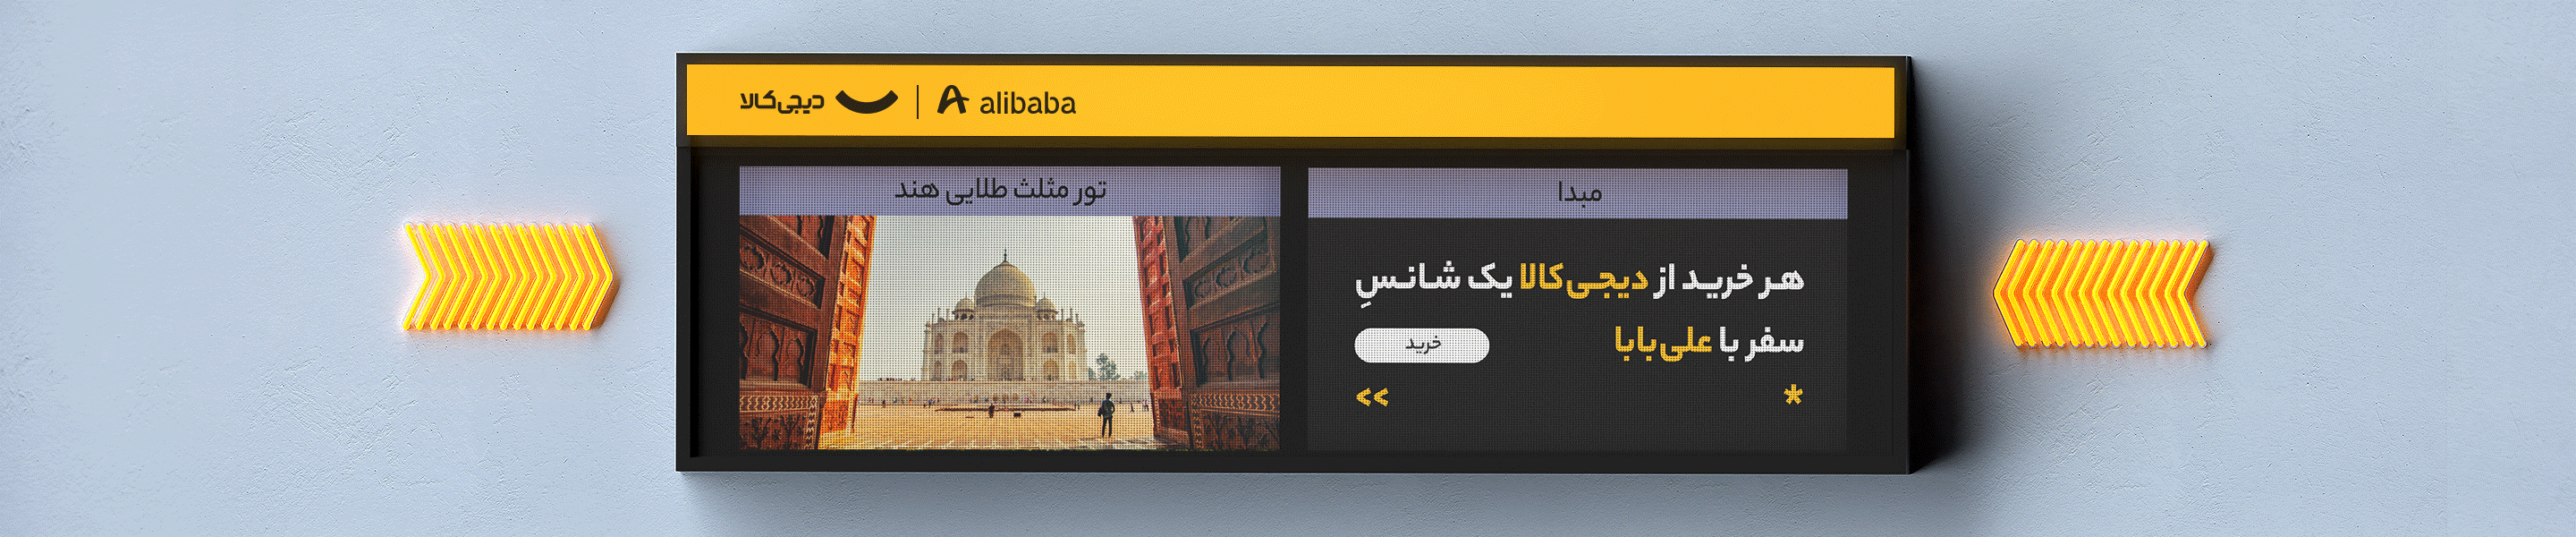 دیجی‌کالا | alibaba
مبدا
هر خرید از دیجی‌کالا یک شانسِ
سفر با علی‌بابا
خرید
*
>>
تور مثلث طلایی هند